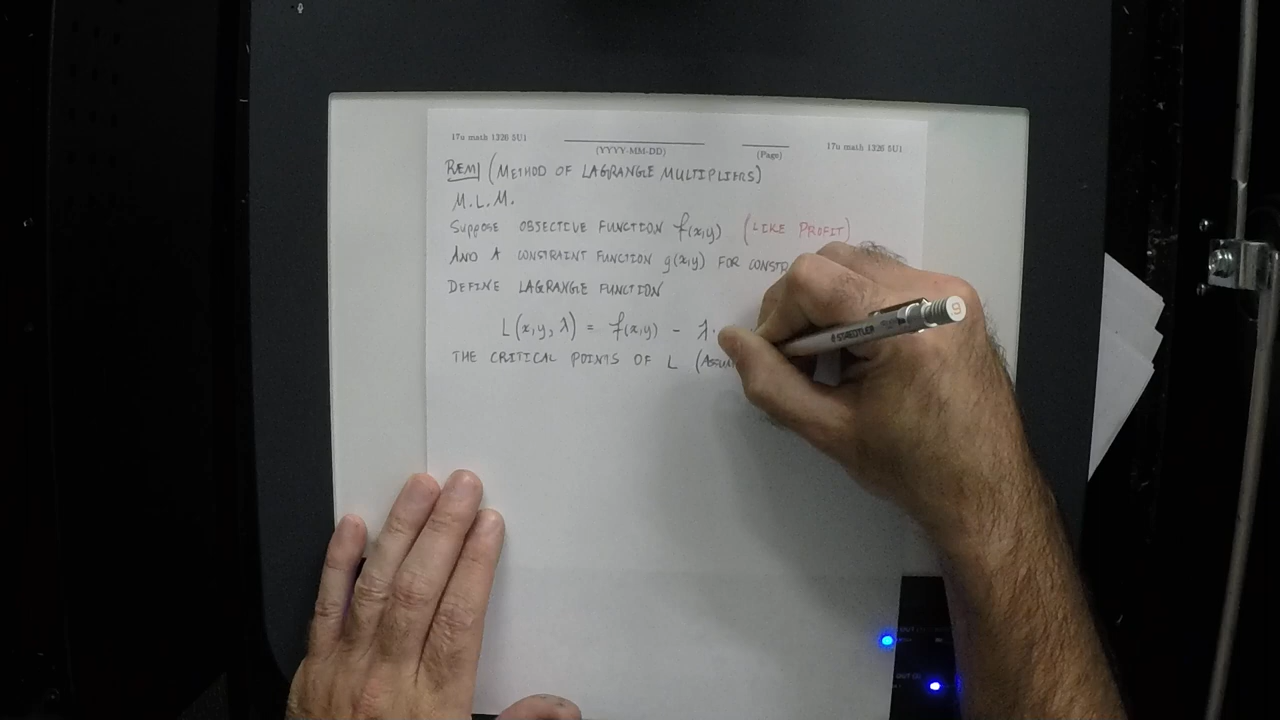 17u math 1326 5U1
(YYYY-MM-DD)
(Page)
17u math 1326 5U1
REM (METHOD OF LAGRANGE MULTIPLIERS)
M.L.M.
SUPPOSE OBJECTIVE FUNCTION f(x,y) (LIKE PROFIT)
AND A CONSTRAINT FUNCTION g(x,y) FOR
DEFINE LAGRANGE FUNCTION
L(x,y,λ) = f(x,y) - λ·
THE CRITICAL POINTS OF L
STAEDTLER